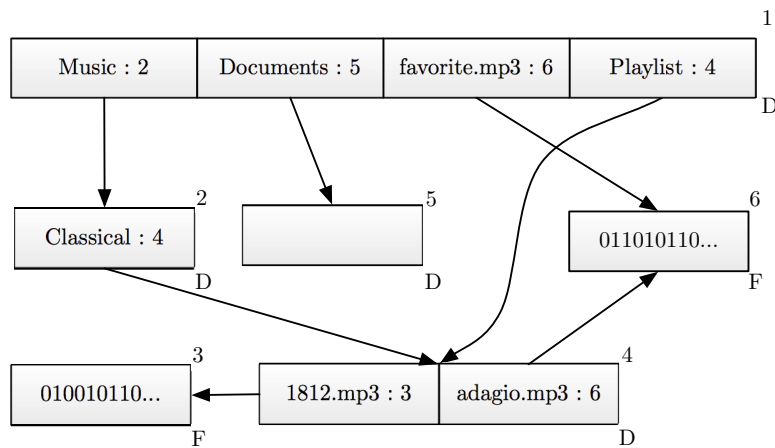 1
Music : 2 Documents : 5 favorite.mp3 : 6 Playlist : 4
D
2 5 6
Classical : 4 011010110...
D D F
3 4
010010110... 1812.mp3 : 3 adagio.mp3 : 6
F D